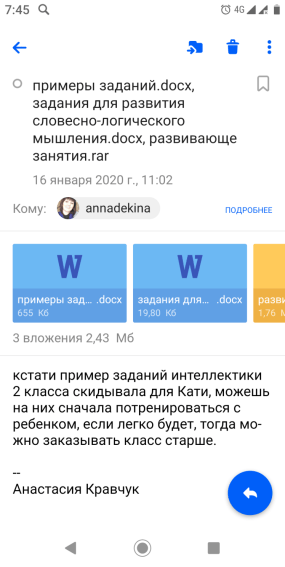 7:45
4G
примеры заданий.docx,
задания для развития
словесно-логического
мышления.docx, развивающе
занятия.rar
16 января 2020 г., 11:02
Кому: annadekina ПОДРОБНЕЕ
W W
примеры зад... .docx задания для... .docx разви
655 Кб 19,80 Кб 1,76 М
3 вложения 2,43 Мб
кстати пример заданий интеллектики
2 класса скидывала для Кати, можешь
на них сначала потренироваться с
ребенком, если легко будет, тогда мо-
жно заказывать класс старше.
--
Анастасия Кравчук